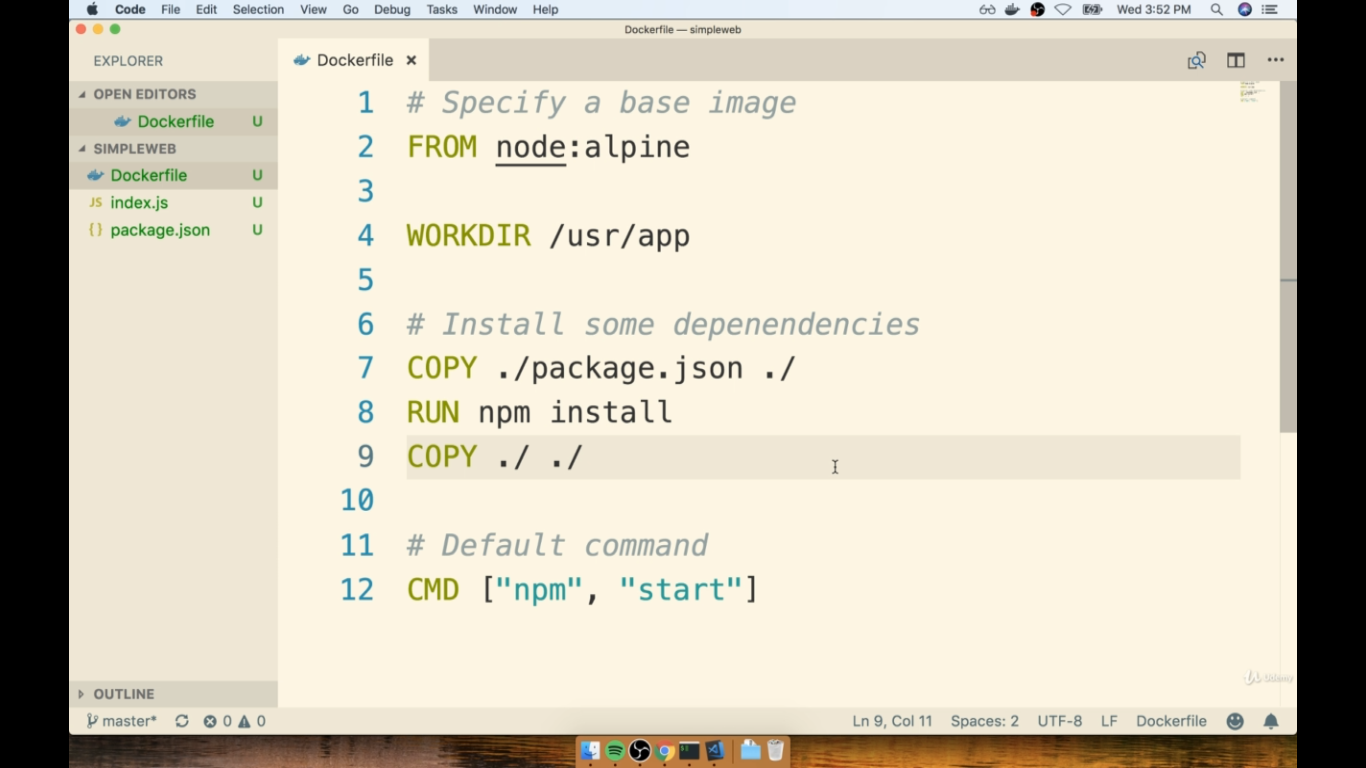 Code File Edit Selection View Go Debug Tasks Window Help Wed 3:52 PM
Dockerfile — simpleweb
EXPLORER
Dockerfile
OPEN EDITORS
Dockerfile U
SIMPLEWEB
Dockerfile U
JS index.js U
{} package.json U
1 # Specify a base image
2 FROM node:alpine
3
4 WORKDIR /usr/app
5
6 # Install some depenendencies
7 COPY ./package.json ./
8 RUN npm install
9 COPY ./ ./
10
11 # Default command
12 CMD ["npm", "start"]
Udemy
OUTLINE
master* 0 0 Ln 9, Col 11 Spaces: 2 UTF-8 LF Dockerfile